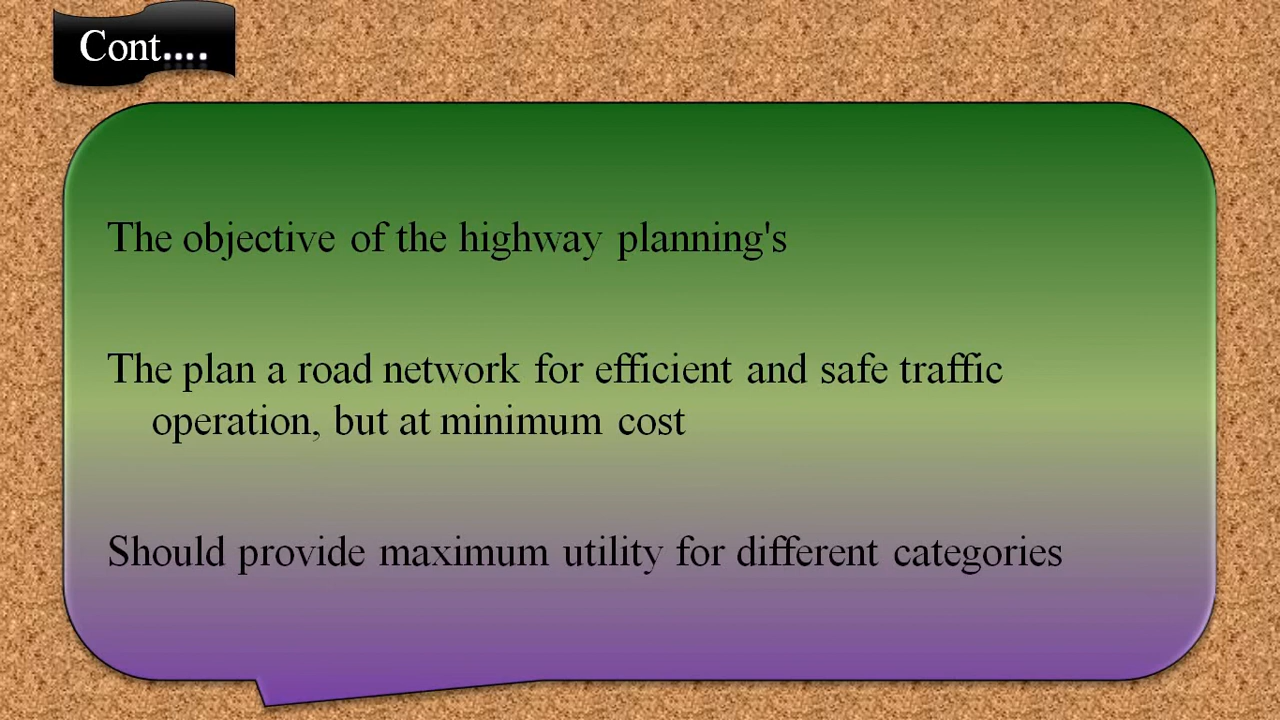 Cont....
The objective of the highway planning's
The plan a road network for efficient and safe traffic
operation, but at minimum cost
Should provide maximum utility for different categories